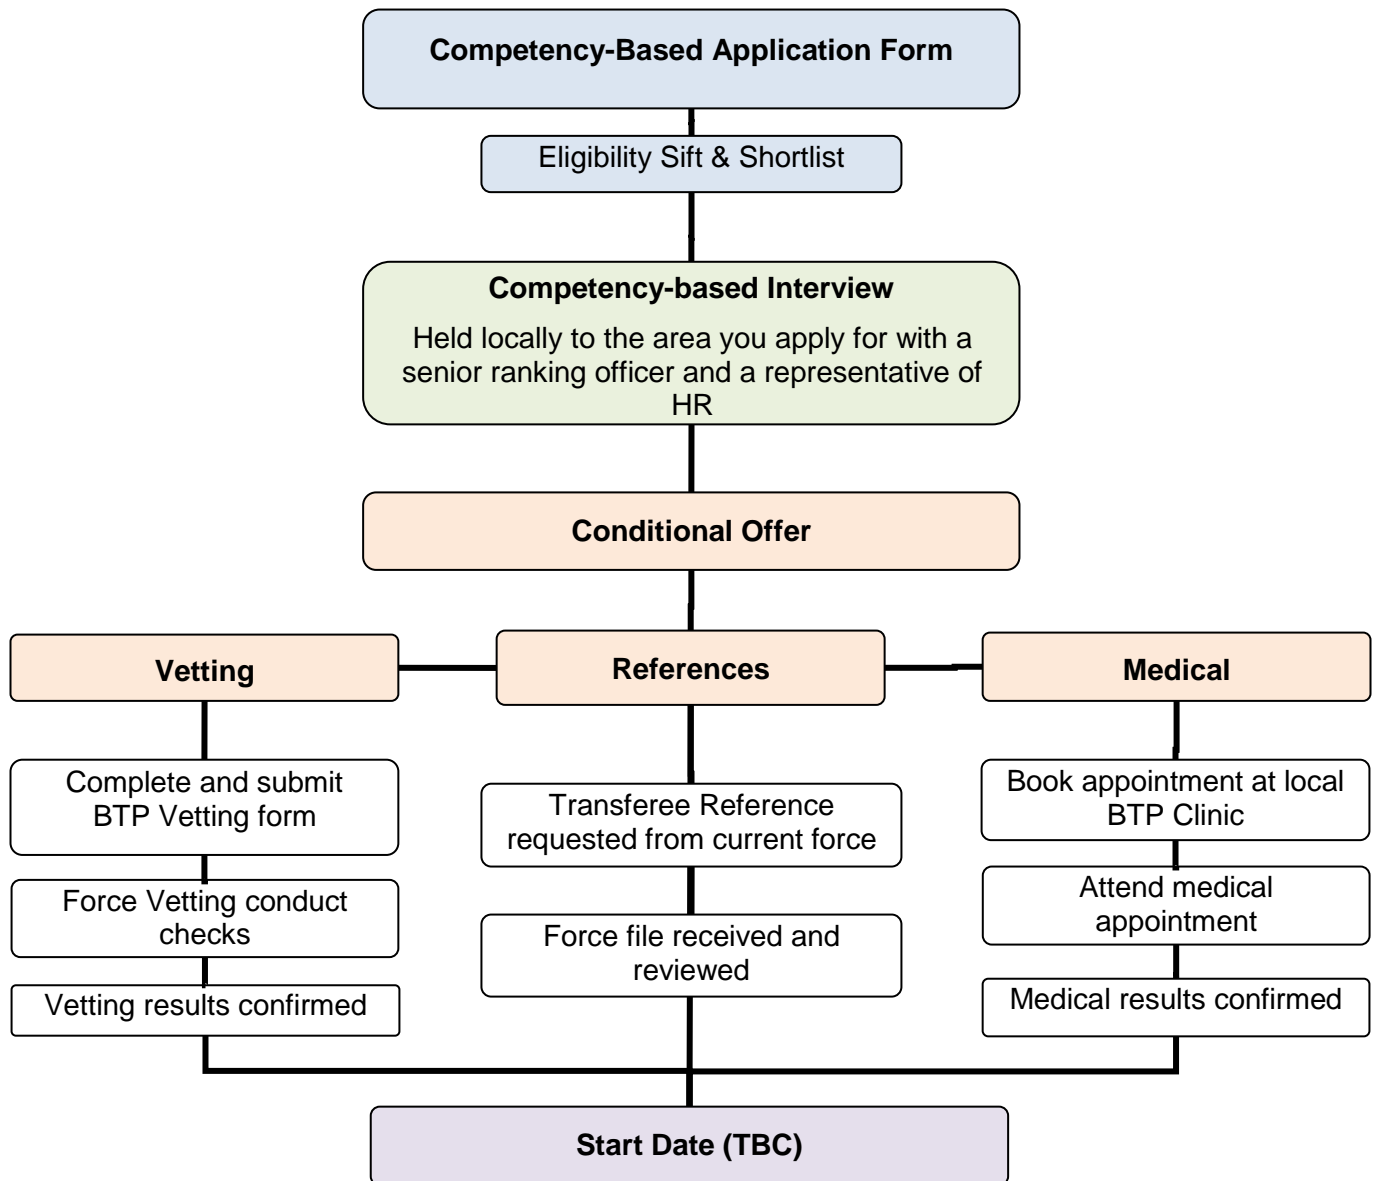 Competency-Based Application Form
Eligibility Sift & Shortlist
Competency-based Interview
Held locally to the area you apply for with a
senior ranking officer and a representative of
HR
Conditional Offer
Vetting
References
Medical
Complete and submit
BTP Vetting form
Force Vetting conduct
checks
Vetting results confirmed
Transferee Reference
requested from current force
Force file received and
reviewed
Book appointment at local
BTP Clinic
Attend medical
appointment
Medical results confirmed
Start Date (TBC)